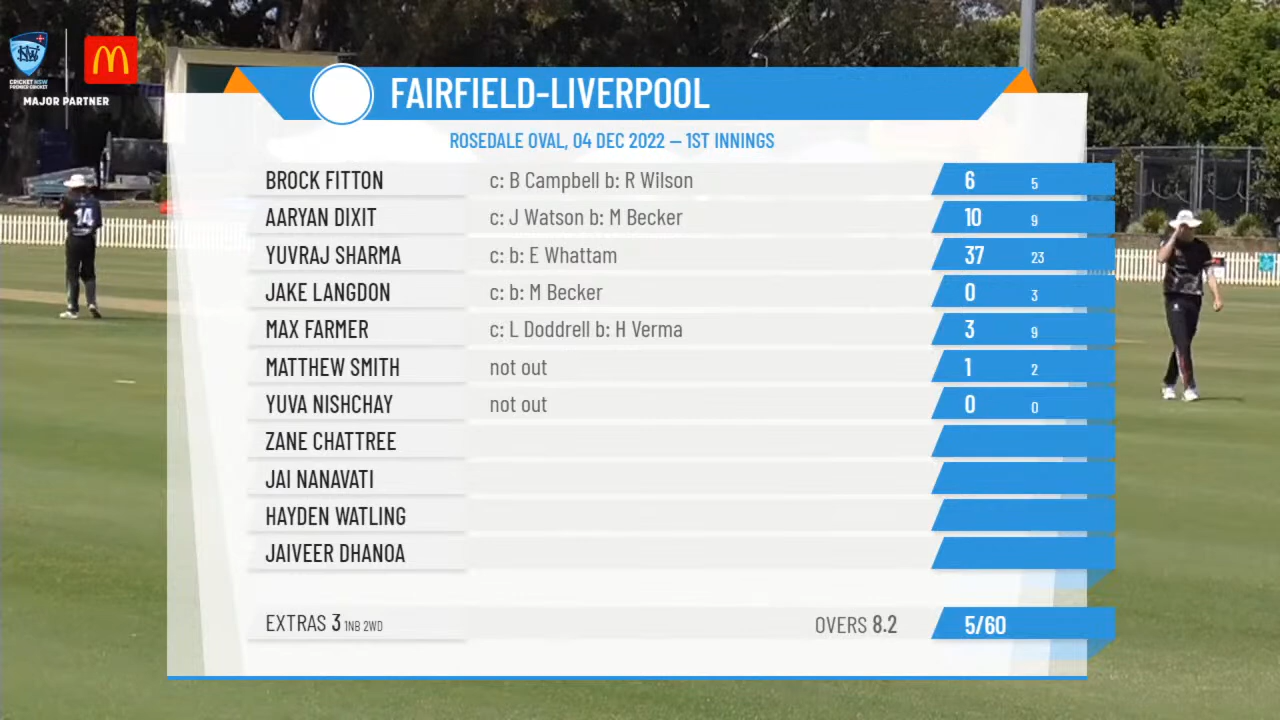 CRICKET NSW
PREMIER CRICKET
MAJOR PARTNER
14
FAIRFIELD-LIVERPOOL
ROSEDALE OVAL, 04 DEC 2022 – 1ST INNINGS
BROCK FITTON c: B Campbell b: R Wilson 6 5
AARYAN DIXIT c: J Watson b: M Becker 10 9
YUVRAJ SHARMA c: b: E Whattam 37 23
JAKE LANGDON c: b: M Becker 0 3
MAX FARMER c: L Doddrell b: H Verma 3 9
MATTHEW SMITH not out 1 2
YUVA NISHCHAY not out 0 0
ZANE CHATTREE
JAI NANAVATI
HAYDEN WATLING
JAIVEER DHANOA
EXTRAS 3 1NB 2WD OVERS 8.2 5/60